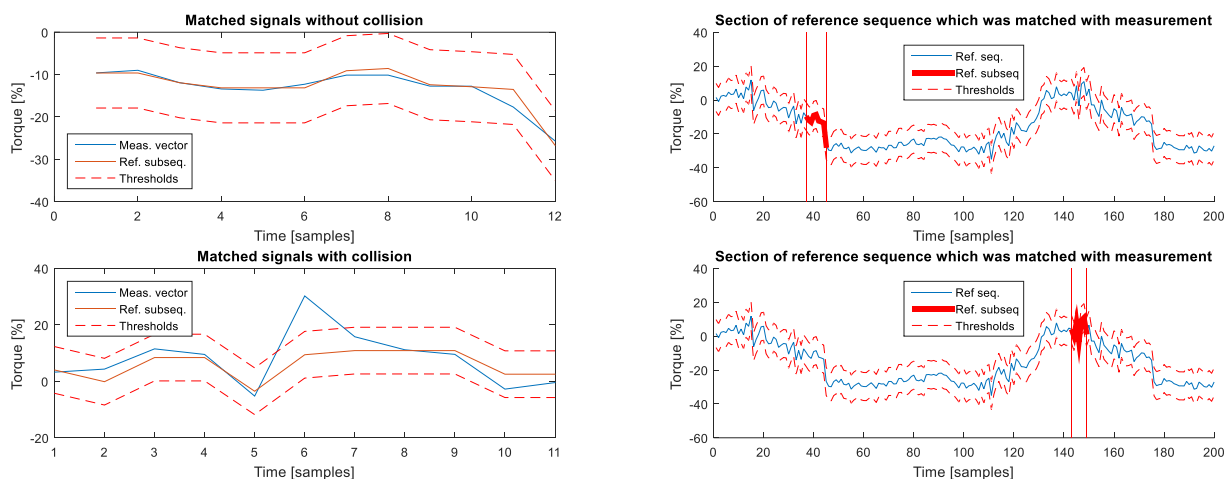 Matched signals without collision
0
-10
-20
-30
-40
Torque [%]
Meas. vector
Ref. subseq.
Thresholds
0 2 4 6 8 10 12
Time [samples]
Section of reference sequence which was matched with measurement
40
20
0
-20
-40
-60
Torque [%]
Ref. seq.
Ref. subseq
Thresholds
0 20 40 60 80 100 120 140 160 180 200
Time [samples]
Matched signals with collision
40
20
0
-20
Torque [%]
Meas. vector
Ref. subseq.
Thresholds
1 2 3 4 5 6 7 8 9 10 11
Time [samples]
Section of reference sequence which was matched with measurement
40
20
0
-20
-40
-60
Torque [%]
Ref seq.
Ref. subseq
Thresholds
0 20 40 60 80 100 120 140 160 180 200
Time [samples]